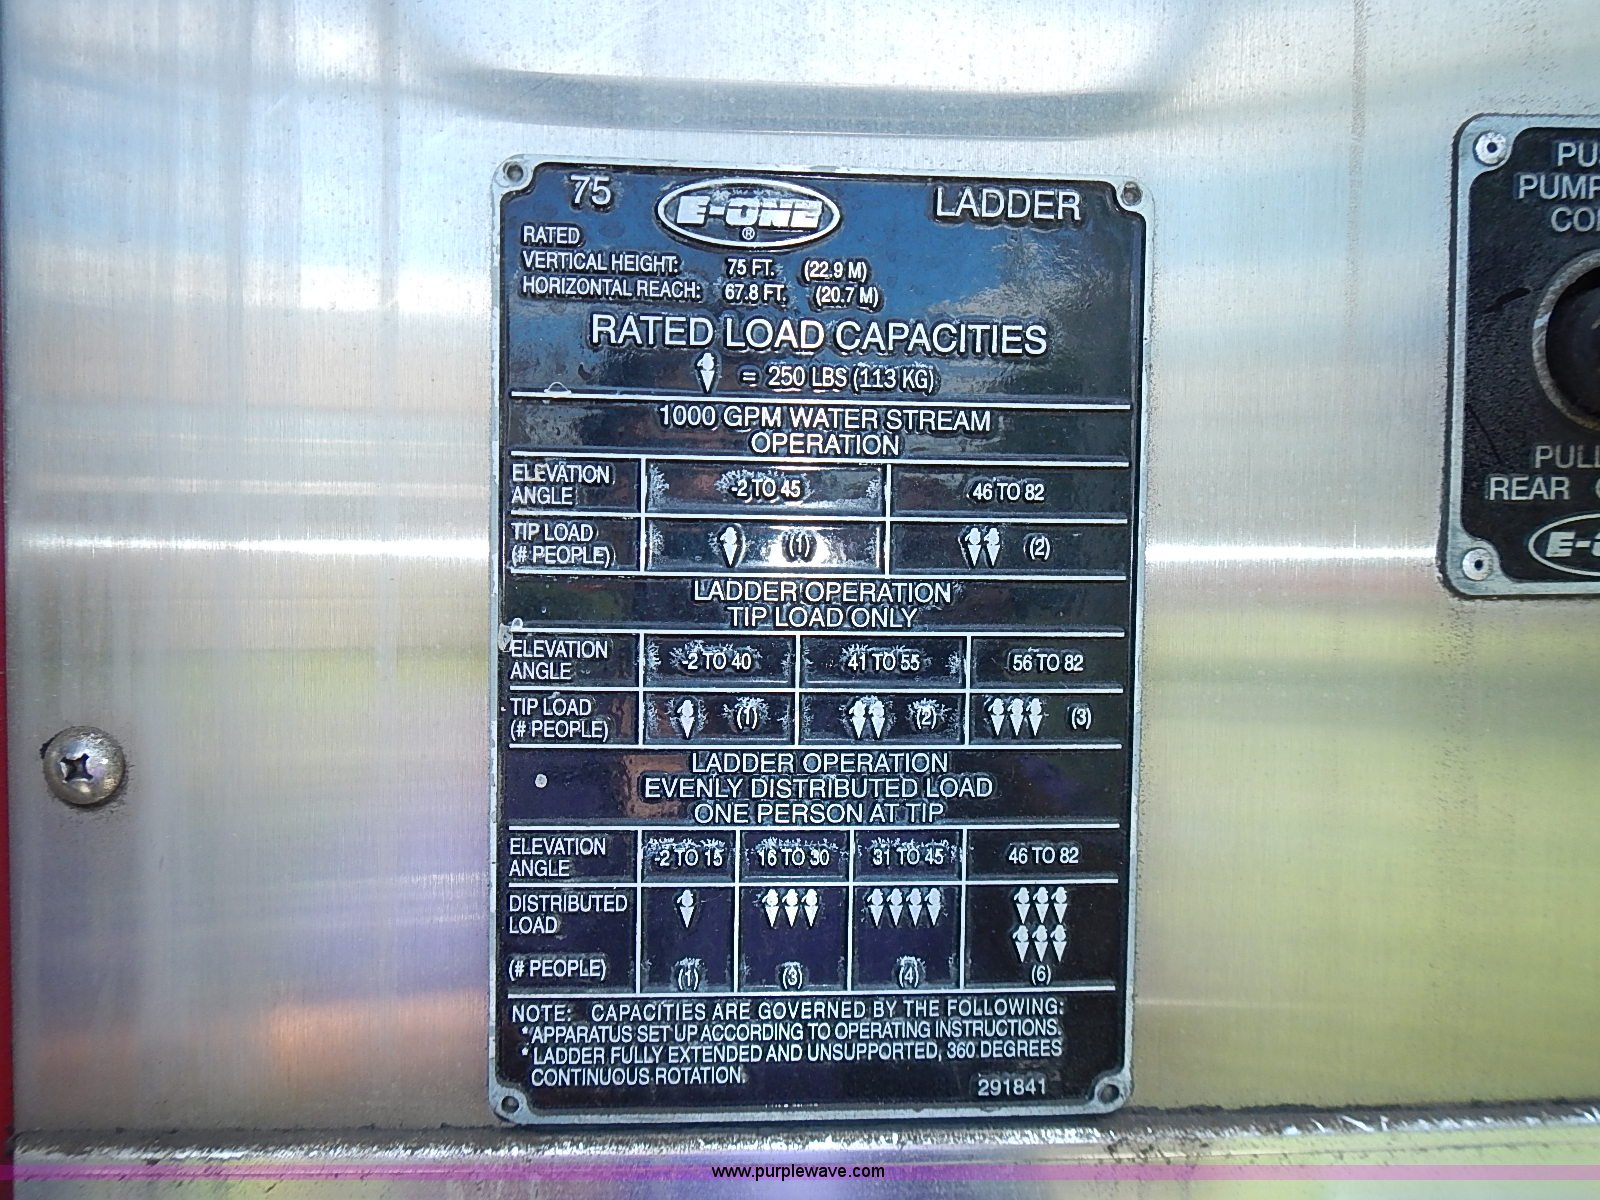 75 E-ONE ® LADDER
RATED
VERTICAL HEIGHT: 75 FT. (22.9 M)
HORIZONTAL REACH: 67.8 FT. (20.7 M)
RATED LOAD CAPACITIES
= 250 LBS (113 KG)
1000 GPM WATER STREAM
OPERATION
ELEVATION ANGLE -2 TO 45 46 TO 82
TIP LOAD (# PEOPLE) (1) (2)
LADDER OPERATION
TIP LOAD ONLY
ELEVATION ANGLE -2 TO 40 41 TO 55 56 TO 82
TIP LOAD (# PEOPLE) (1) (2) (3)
LADDER OPERATION
EVENLY DISTRIBUTED LOAD
ONE PERSON AT TIP
ELEVATION ANGLE -2 TO 15 16 TO 30 31 TO 45 46 TO 82
DISTRIBUTED LOAD
(# PEOPLE) (1) (3) (4) (6)
NOTE: CAPACITIES ARE GOVERNED BY THE FOLLOWING:
* APPARATUS SET UP ACCORDING TO OPERATING INSTRUCTIONS.
* LADDER FULLY EXTENDED AND UNSUPPORTED, 360 DEGREES
CONTINUOUS ROTATION.
291841
PULL
REAR
www.purplewave.com